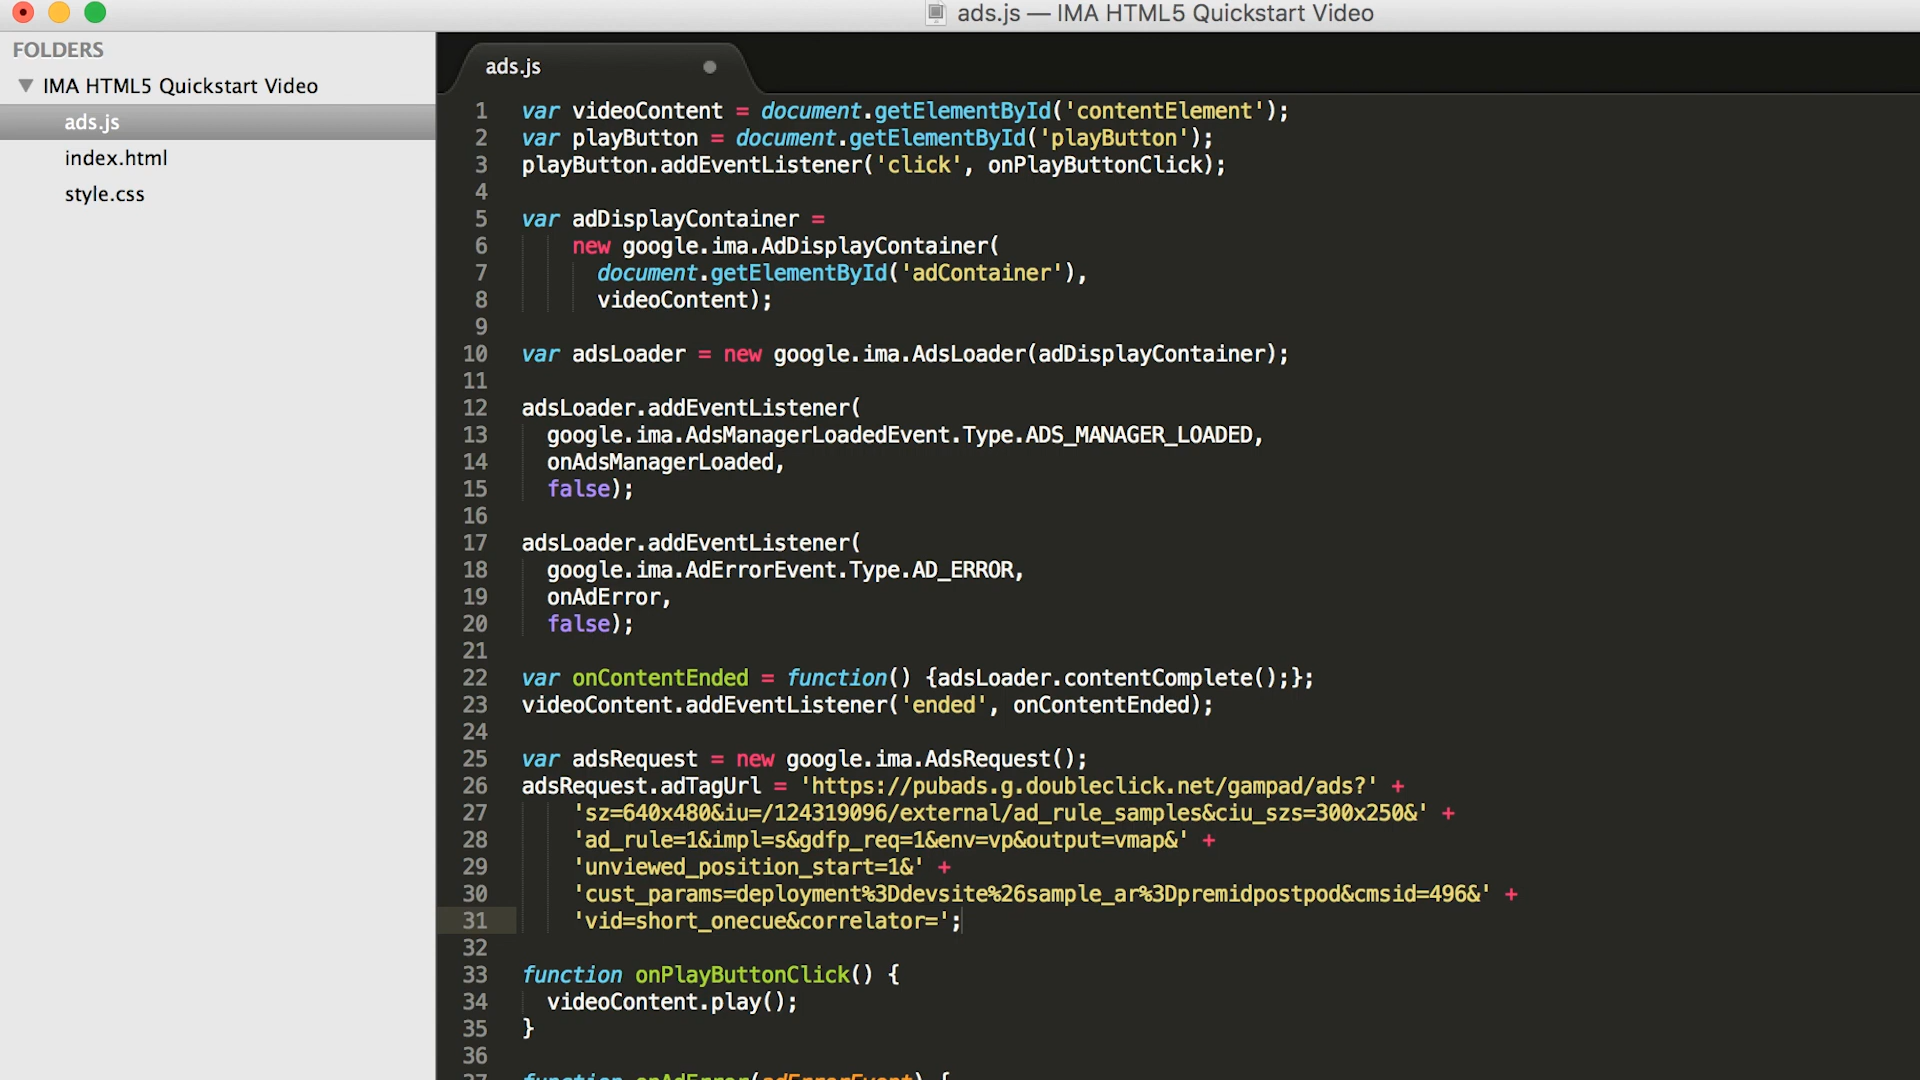 ads.js — IMA HTML5 Quickstart Video
FOLDERS
IMA HTML5 Quickstart Video
ads.js
index.html
style.css
ads.js
1 var videoContent = document.getElementById('contentElement');
2 var playButton = document.getElementById('playButton');
3 playButton.addEventListener('click', onPlayButtonClick);
4
5 var adDisplayContainer =
6 new google.ima.AdDisplayContainer(
7 document.getElementById('adContainer'),
8 videoContent);
9
10 var adsLoader = new google.ima.AdsLoader(adDisplayContainer);
11
12 adsLoader.addEventListener(
13 google.ima.AdsManagerLoadedEvent.Type.ADS_MANAGER_LOADED,
14 onAdsManagerLoaded,
15 false);
16
17 adsLoader.addEventListener(
18 google.ima.AdErrorEvent.Type.AD_ERROR,
19 onAdError,
20 false);
21
22 var onContentEnded = function() {adsLoader.contentComplete();};
23 videoContent.addEventListener('ended', onContentEnded);
24
25 var adsRequest = new google.ima.AdsRequest();
26 adsRequest.adTagUrl = 'https://pubads.g.doubleclick.net/gampad/ads?' +
27 'sz=640x480&iu=/124319096/external/ad_rule_samples&ciu_szs=300x250&' +
28 'ad_rule=1&impl=s&gdfp_req=1&env=vp&output=vmap&' +
29 'unviewed_position_start=1&' +
30 'cust_params=deployment%3Ddevsite%26sample_ar%3Dpremidpostpod&cmsid=496&' +
31 'vid=short_onecue&correlator=';
32
33 function onPlayButtonClick() {
34 videoContent.play();
35 }
36
37 function onAdError(adErrorEvent) {